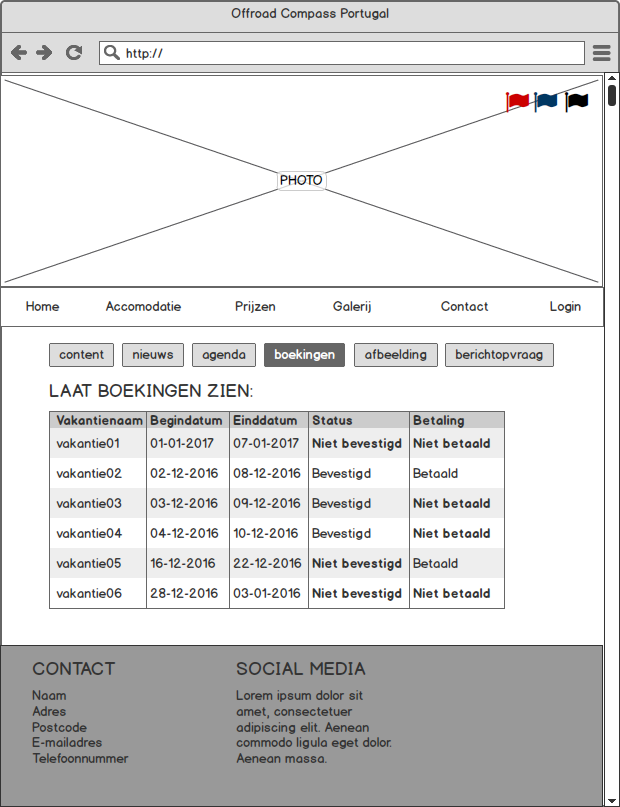 Offroad Compass Portugal
http://
PHOTO
Home Accomodatie Prijzen Galerij Contact Login
content nieuws agenda boekingen afbeelding berichtopvraag
LAAT BOEKINGEN ZIEN:
Vakantienaam Begindatum Einddatum Status Betaling
vakantie01 01-01-2017 07-01-2017 Niet bevestigd Niet betaald
vakantie02 02-12-2016 08-12-2016 Bevestigd Betaald
vakantie03 03-12-2016 09-12-2016 Bevestigd Niet betaald
vakantie04 04-12-2016 10-12-2016 Bevestigd Niet betaald
vakantie05 16-12-2016 22-12-2016 Niet bevestigd Betaald
vakantie06 28-12-2016 03-01-2016 Niet bevestigd Niet betaald
CONTACT
Naam
Adres
Postcode
E-mailadres
Telefoonnummer
SOCIAL MEDIA
Lorem ipsum dolor sit
amet, consectetuer
adipiscing elit. Aenean
commodo ligula eget dolor.
Aenean massa.